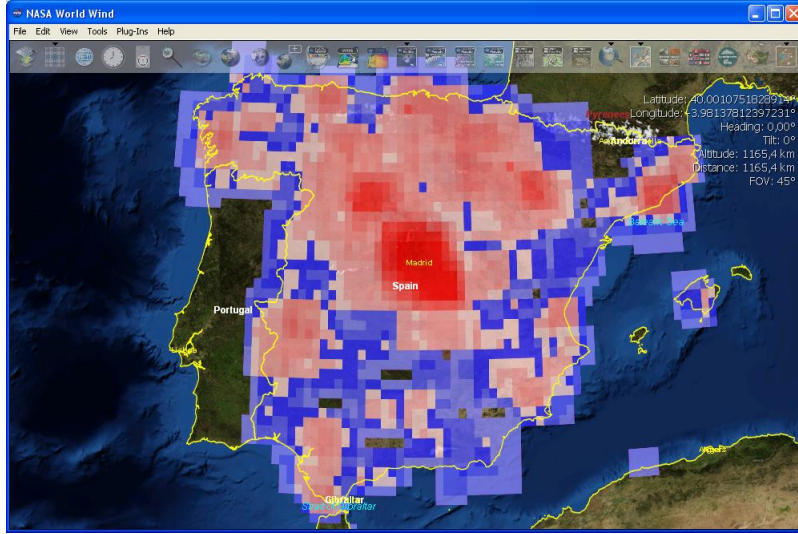 NASA World Wind
File Edit View Tools Plug-Ins Help
Latitude: 40.0010751828914°
Longitude: -3.98137812397231°
Heading: 0,00°
Tilt: 0°
Altitude: 1165,4 km
Distance: 1165,4 km
FOV: 45°
Pyrenees
Andorra
Balearic Sea
Madrid
Spain
Portugal
Gibraltar
Strait of Gibraltar